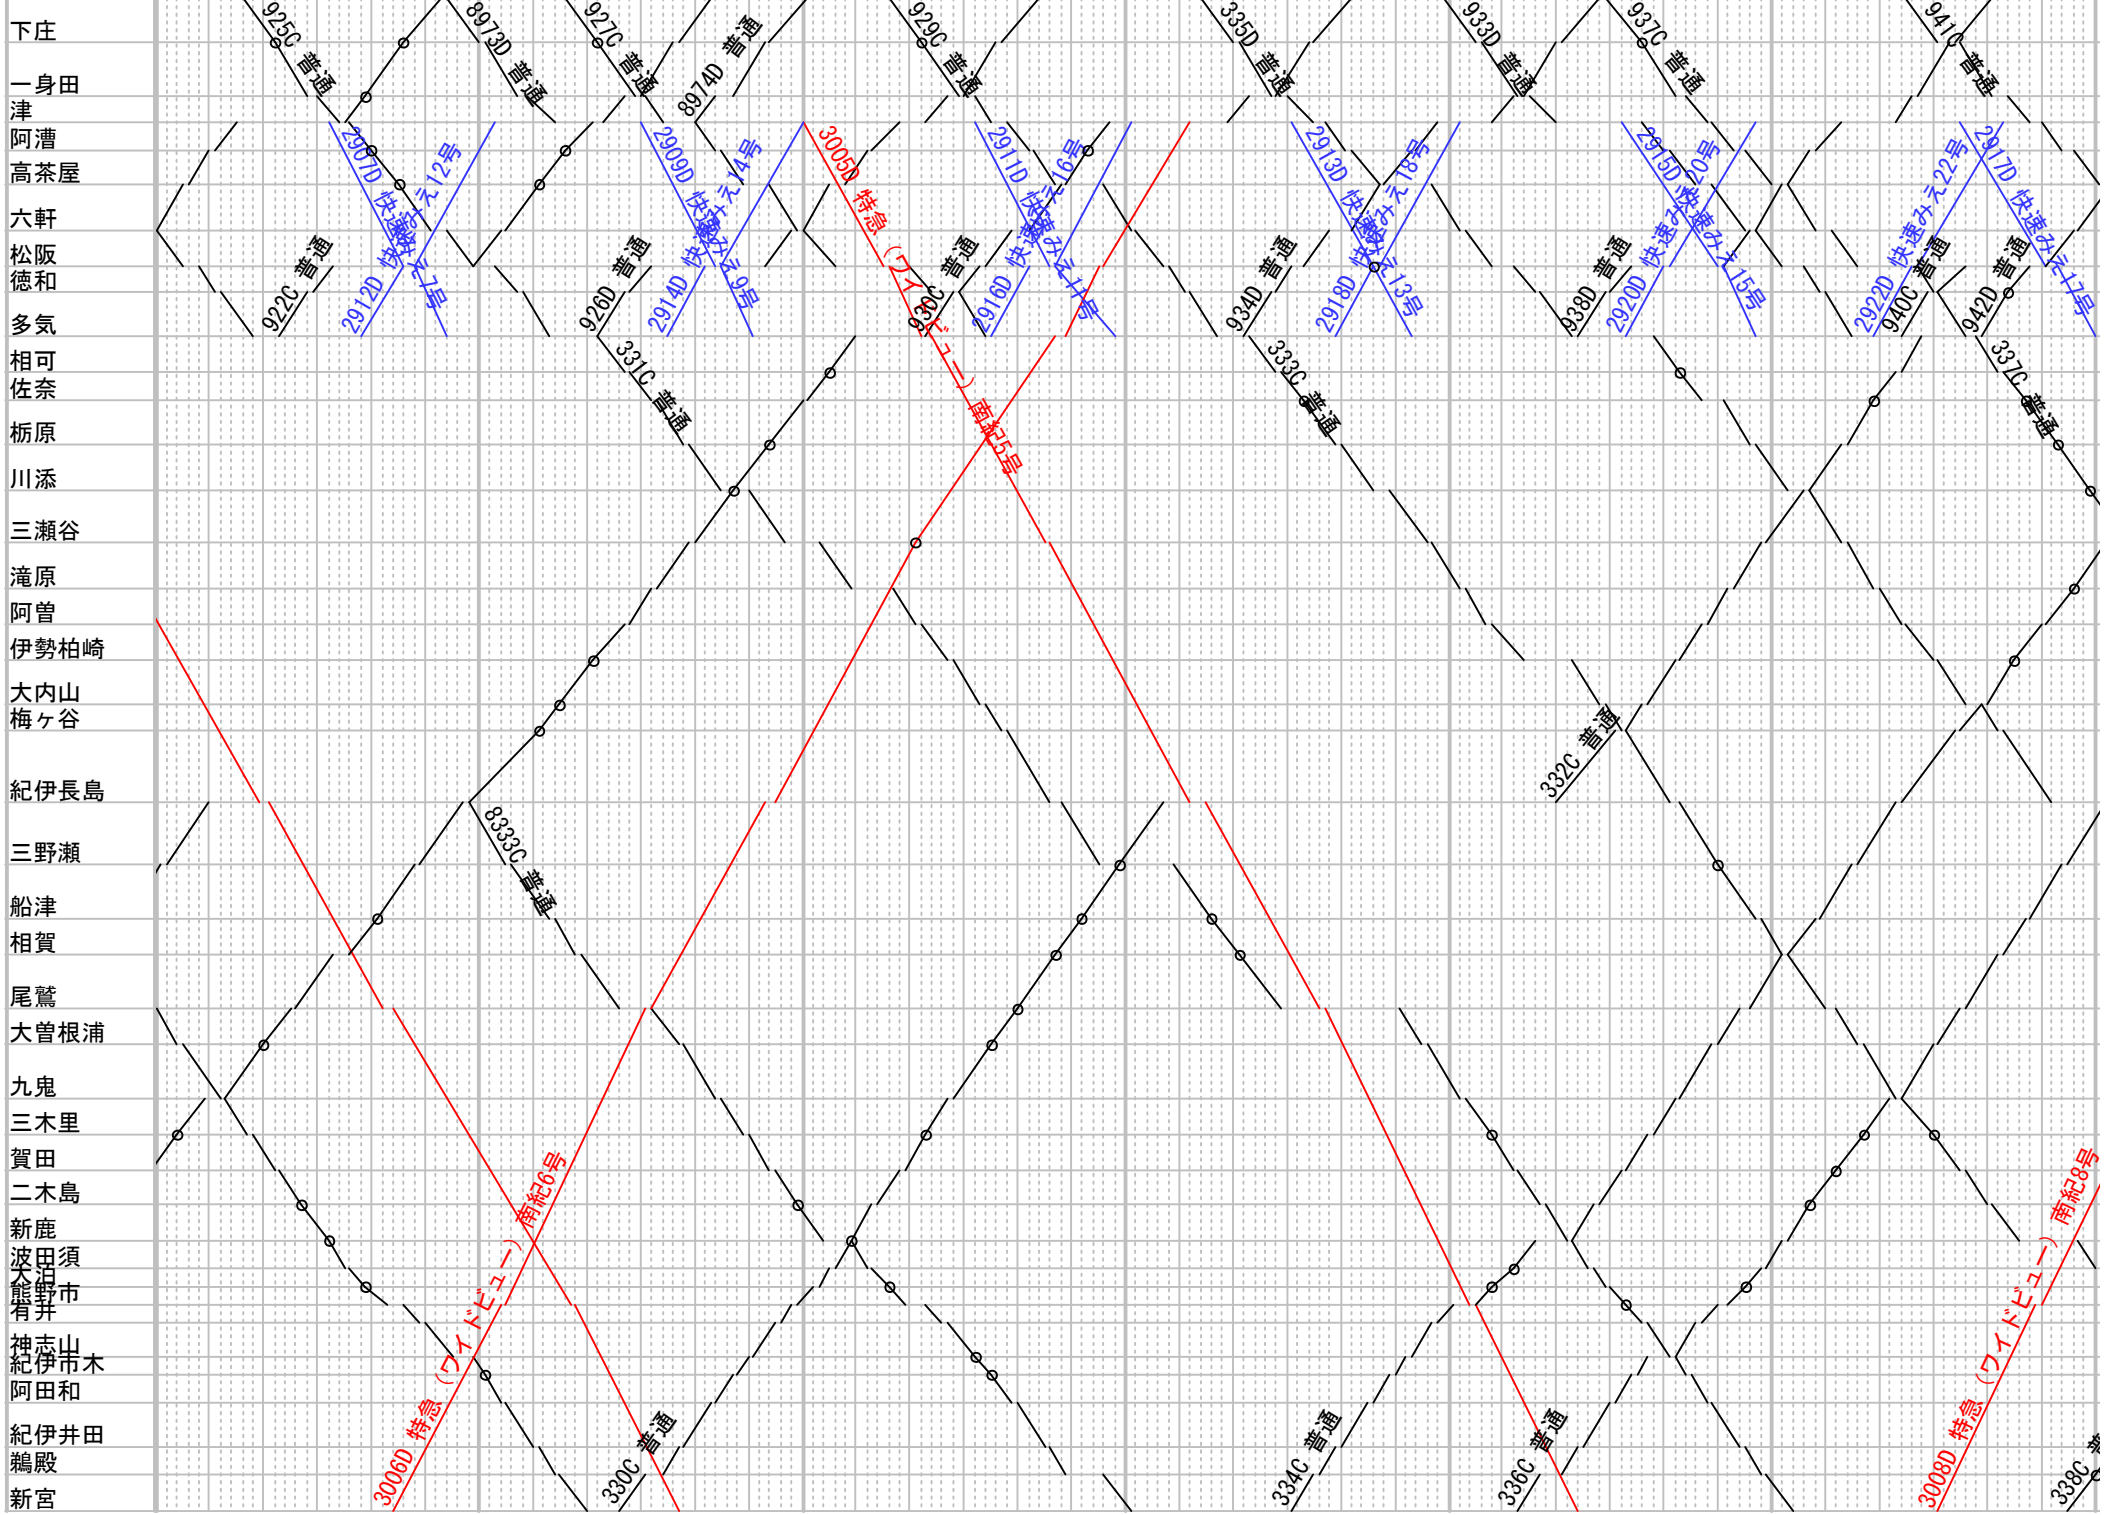 下庄
一身田
津
阿漕
高茶屋
六軒
松阪
徳和
多気
相可
佐奈
栃原
川添
三瀬谷
滝原
阿曽
伊勢柏崎
大内山
梅ヶ谷
紀伊長島
三野瀬
船津
相賀
尾鷲
大曽根浦
九鬼
三木里
賀田
二木島
新鹿
波田須
大泊
熊野市
有井
神志山
紀伊市木
阿田和
紀伊井田
鵜殿
新宮
925C 普通
8973D 普通
927C 普通
8974D 普通
929C 普通
335D 普通
933D 普通
937C 普通
941C 普通
2907D 快速みえ7号
2912D 快速みえ12号
2909D 快速みえ9号
2914D 快速みえ14号
3005D 特急（ワイドビュー）南紀5号
2911D 快速みえ11号
2916D 快速みえ16号
2913D 快速みえ13号
2918D 快速みえ18号
2915D 快速みえ15号
2920D 快速みえ20号
2922D 快速みえ22号
2917D 快速みえ17号
922C 普通
926D 普通
930C 普通
934D 普通
938D 普通
940C 普通
942D 普通
331C 普通
333C 普通
337C 普通
332C 普通
8333C 普通
3006D 特急（ワイドビュー）南紀6号
330C 普通
334C 普通
336C 普通
3008D 特急（ワイドビュー）南紀8号
338C 普